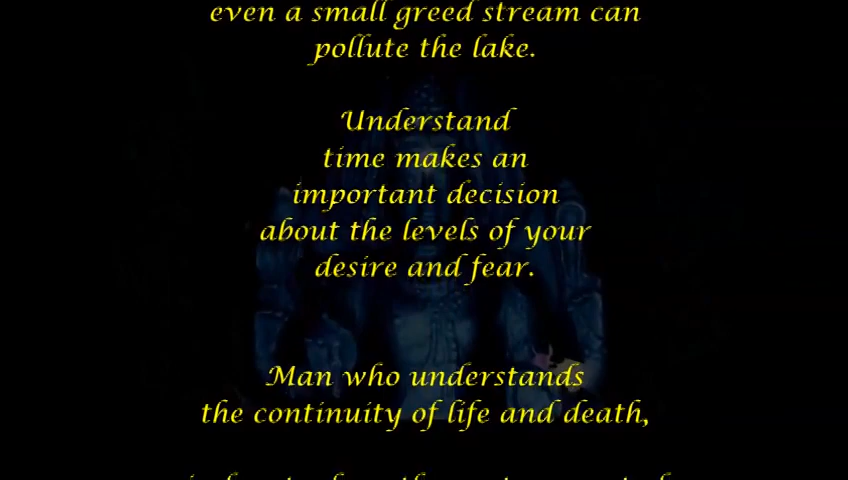 even a small greed stream can
pollute the lake.
Understand
time makes an
important decision
about the levels of your
desire and fear.
Man who understands
the continuity of life and death,